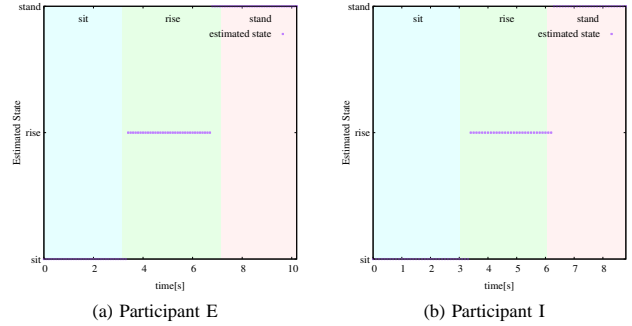 stand
sit rise stand
estimated state
Estimated State
rise
sit
0 2 4 6 8 10
time[s]
(a) Participant E
stand
sit rise stand
estimated state
Estimated State
rise
sit
0 1 2 3 4 5 6 7 8
time[s]
(b) Participant I